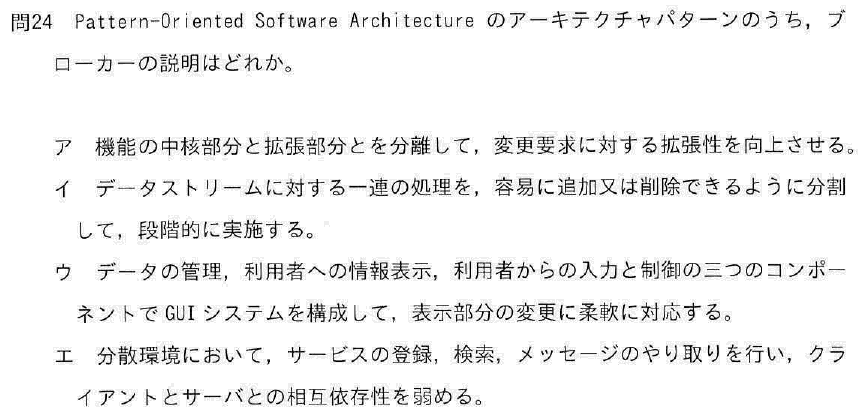 問24 Pattern-Oriented Software Architecture のアーキテクチャパターンのうち，ブ
ローカーの説明はどれか。
ア 機能の中核部分と拡張部分とを分離して，変更要求に対する拡張性を向上させる。
イ データストリームに対する一連の処理を，容易に追加又は削除できるように分割
して，段階的に実施する。
ウ データの管理，利用者への情報表示，利用者からの入力と制御の三つのコンポー
ネントで GUI システムを構成して，表示部分の変更に柔軟に対応する。
エ 分散環境において，サービスの登録，検索，メッセージのやり取りを行い，クラ
イアントとサーバとの相互依存性を弱める。